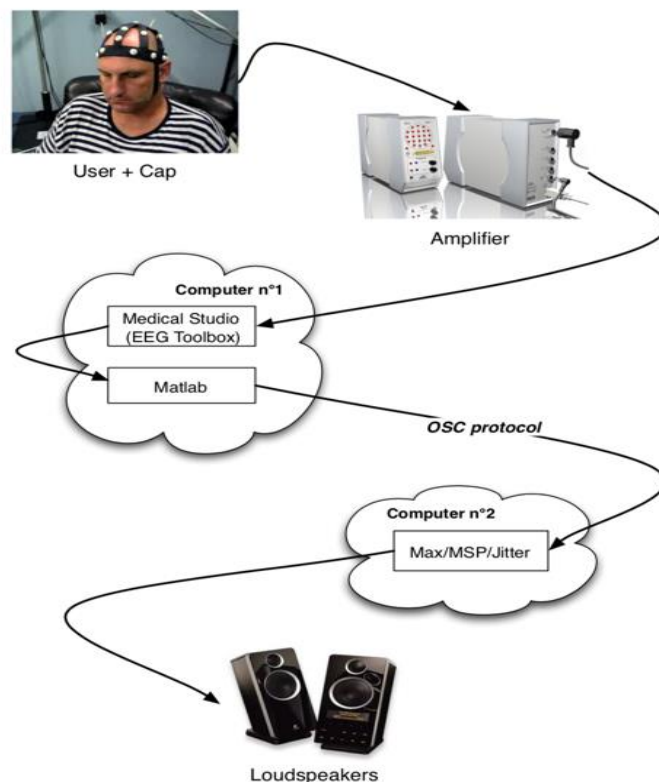 User + Cap
Amplifier
Computer n°1
Medical Studio
(EEG Toolbox)
Matlab
OSC protocol
Computer n°2
Max/MSP/Jitter
Loudspeakers